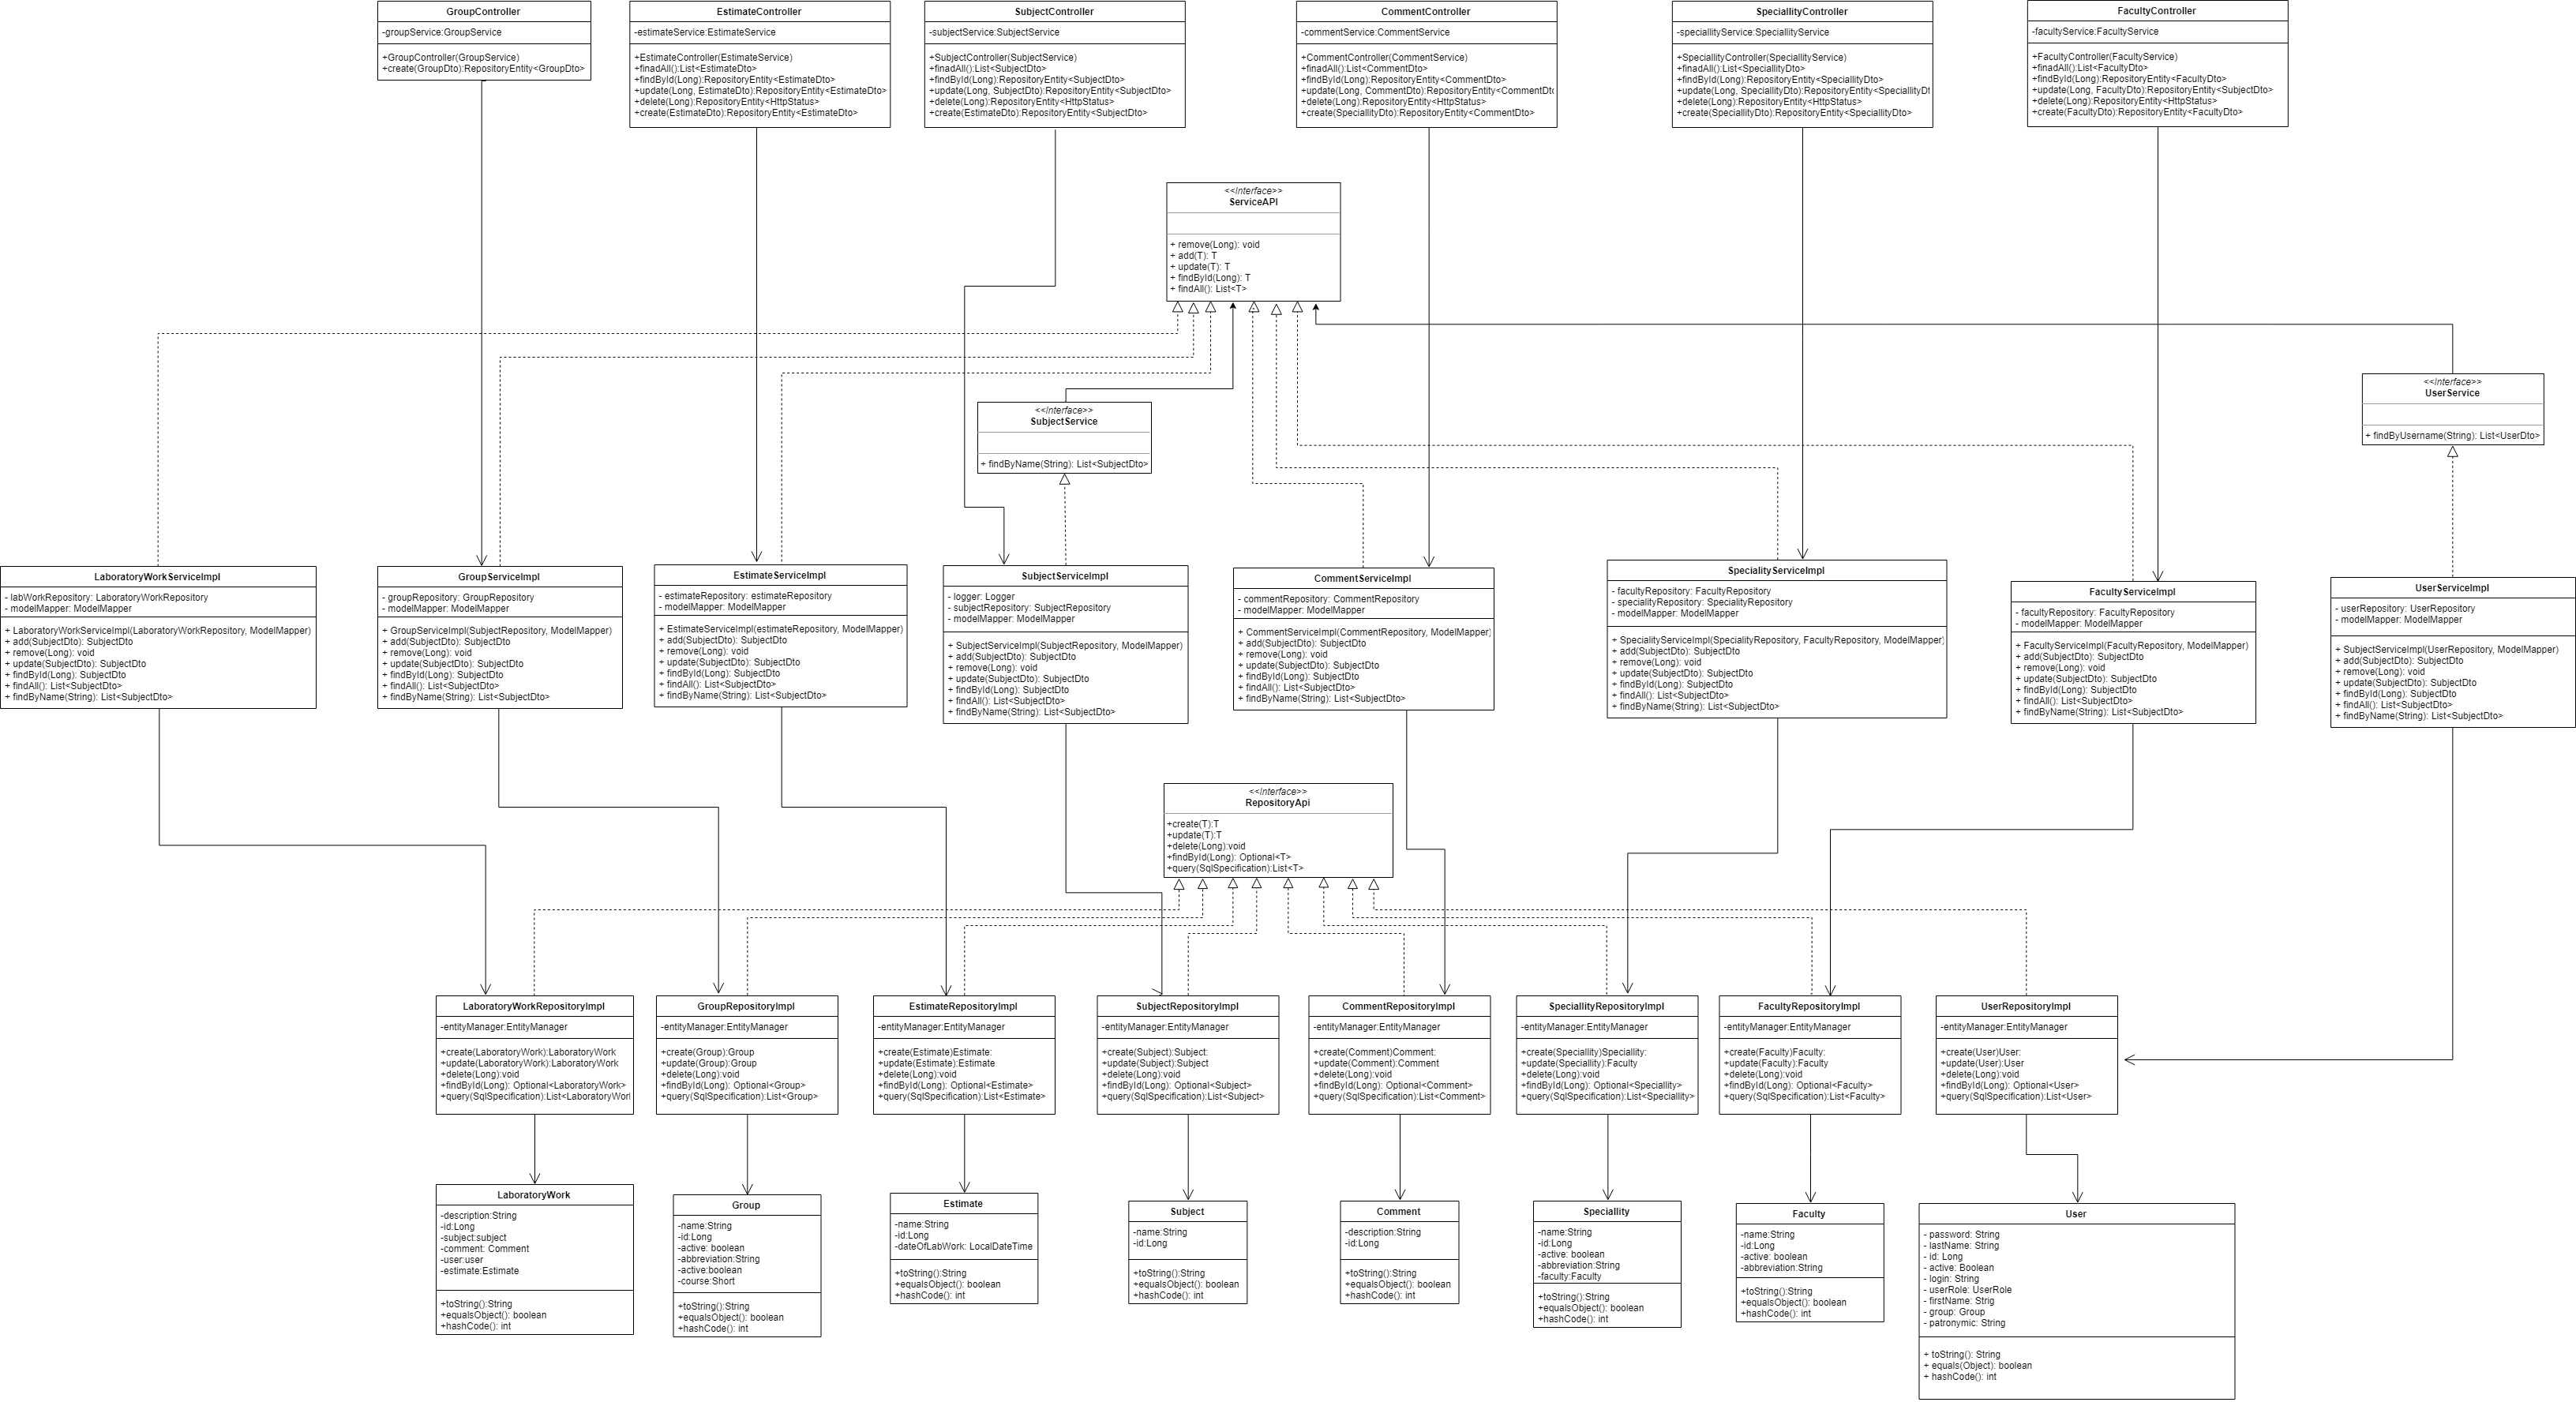 GroupController
-groupService:GroupService
+GroupController(GroupService)
+create(GroupDto):RepositoryEntity<GroupDto>
EstimateController
-estimateService:EstimateService
+EstimateController(EstimateService)
+finadAll():List<EstimateDto>
+findById(Long):RepositoryEntity<EstimateDto>
+update(Long, EstimateDto):RepositoryEntity<EstimateDto>
+delete(Long):RepositoryEntity<HttpStatus>
+create(EstimateDto):RepositoryEntity<EstimateDto>
SubjectController
-subjectService:SubjectService
+SubjectController(SubjectService)
+finadAll():List<SubjectDto>
+findById(Long):RepositoryEntity<SubjectDto>
+update(Long, SubjectDto):RepositoryEntity<SubjectDto>
+delete(Long):RepositoryEntity<HttpStatus>
+create(EstimateDto):RepositoryEntity<SubjectDto>
CommentController
-commentService:CommentService
+CommentController(CommentService)
+finadAll():List<CommentDto>
+findById(Long):RepositoryEntity<CommentDto>
+update(Long, CommentDto):RepositoryEntity<CommentDt
+delete(Long):RepositoryEntity<HttpStatus>
+create(SpeciallityDto):RepositoryEntity<CommentDto>
SpeciallityController
-speciallityService:SpeciallityService
+SpeciallityController(SpeciallityService)
+finadAll():List<SpeciallityDto>
+findById(Long):RepositoryEntity<SpeciallityDto>
+update(Long, SpeciallityDto):RepositoryEntity<SpeciallityD
+delete(Long):RepositoryEntity<HttpStatus>
+create(SpeciallityDto):RepositoryEntity<SpeciallityDto>
FacultyController
-facultyService:FacultyService
+FacultyController(FacultyService)
+finadAll():List<FacultyDto>
+findById(Long):RepositoryEntity<FacultyDto>
+update(Long, FacultyDto):RepositoryEntity<SubjectDto>
+delete(Long):RepositoryEntity<HttpStatus>
+create(FacultyDto):RepositoryEntity<FacultyDto>
<<Interface>>
ServiceAPI
+ remove(Long): void
+ add(T): T
+ update(T): T
+ findById(Long): T
+ findAll(): List<T>
<<Interface>>
SubjectService
+ findByName(String): List<SubjectDto>
<<Interface>>
UserService
+ findByUsername(String): List<UserDto>
LaboratoryWorkServiceImpl
- labWorkRepository: LaboratoryWorkRepository
- modelMapper: ModelMapper
+ LaboratoryWorkServiceImpl(LaboratoryWorkRepository, ModelMapper)
+ add(SubjectDto): SubjectDto
+ remove(Long): void
+ update(SubjectDto): SubjectDto
+ findById(Long): SubjectDto
+ findAll(): List<SubjectDto>
+ findByName(String): List<SubjectDto>
GroupServiceImpl
- groupRepository: GroupRepository
- modelMapper: ModelMapper
+ GroupServiceImpl(SubjectRepository, ModelMapper)
+ add(SubjectDto): SubjectDto
+ remove(Long): void
+ update(SubjectDto): SubjectDto
+ findById(Long): SubjectDto
+ findAll(): List<SubjectDto>
+ findByName(String): List<SubjectDto>
EstimateServiceImpl
- estimateRepository: estimateRepository
- modelMapper: ModelMapper
+ EstimateServiceImpl(estimateRepository, ModelMapper)
+ add(SubjectDto): SubjectDto
+ remove(Long): void
+ update(SubjectDto): SubjectDto
+ findById(Long): SubjectDto
+ findAll(): List<SubjectDto>
+ findByName(String): List<SubjectDto>
SubjectServiceImpl
- logger: Logger
- subjectRepository: SubjectRepository
- modelMapper: ModelMapper
+ SubjectServiceImpl(SubjectRepository, ModelMapper)
+ add(SubjectDto): SubjectDto
+ remove(Long): void
+ update(SubjectDto): SubjectDto
+ findById(Long): SubjectDto
+ findAll(): List<SubjectDto>
+ findByName(String): List<SubjectDto>
CommentServiceImpl
- commentRepository: CommentRepository
- modelMapper: ModelMapper
+ CommentServiceImpl(CommentRepository, ModelMapper)
+ add(SubjectDto): SubjectDto
+ remove(Long): void
+ update(SubjectDto): SubjectDto
+ findById(Long): SubjectDto
+ findAll(): List<SubjectDto>
+ findByName(String): List<SubjectDto>
SpecialityServiceImpl
- facultyRepository: FacultyRepository
- specialityRepository: SpecialityRepository
- modelMapper: ModelMapper
+ SpecialityServiceImpl(SpecialityRepository, FacultyRepository, ModelMapper)
+ add(SubjectDto): SubjectDto
+ remove(Long): void
+ update(SubjectDto): SubjectDto
+ findById(Long): SubjectDto
+ findAll(): List<SubjectDto>
+ findByName(String): List<SubjectDto>
FacultyServiceImpl
- facultyRepository: FacultyRepository
- modelMapper: ModelMapper
+ FacultyServiceImpl(FacultyRepository, ModelMapper)
+ add(SubjectDto): SubjectDto
+ remove(Long): void
+ update(SubjectDto): SubjectDto
+ findById(Long): SubjectDto
+ findAll(): List<SubjectDto>
+ findByName(String): List<SubjectDto>
UserServiceImpl
- userRepository: UserRepository
- modelMapper: ModelMapper
+ SubjectServiceImpl(UserRepository, ModelMapper)
+ add(SubjectDto): SubjectDto
+ remove(Long): void
+ update(SubjectDto): SubjectDto
+ findById(Long): SubjectDto
+ findAll(): List<SubjectDto>
+ findByName(String): List<SubjectDto>
<<Interface>>
RepositoryApi
+create(T):T
+update(T):T
+delete(Long):void
+findById(Long): Optional<T>
+query(SqlSpecification):List<T>
LaboratoryWorkRepositoryImpl
-entityManager:EntityManager
+create(LaboratoryWork):LaboratoryWork
+update(LaboratoryWork):LaboratoryWork
+delete(Long):void
+findById(Long): Optional<LaboratoryWork>
+query(SqlSpecification):List<LaboratoryWor
GroupRepositoryImpl
-entityManager:EntityManager
+create(Group):Group
+update(Group):Group
+delete(Long):void
+findById(Long): Optional<Group>
+query(SqlSpecification):List<Group>
EstimateRepositoryImpl
-entityManager:EntityManager
+create(Estimate)Estimate:
+update(Estimate):Estimate
+delete(Long):void
+findById(Long): Optional<Estimate>
+query(SqlSpecification):List<Estimate>
SubjectRepositoryImpl
-entityManager:EntityManager
+create(Subject):Subject:
+update(Subject):Subject
+delete(Long):void
+findById(Long): Optional<Subject>
+query(SqlSpecification):List<Subject>
CommentRepositoryImpl
-entityManager:EntityManager
+create(Comment)Comment:
+update(Comment):Comment
+delete(Long):void
+findById(Long): Optional<Comment>
+query(SqlSpecification):List<Comment>
SpeciallityRepositoryImpl
-entityManager:EntityManager
+create(Speciallity)Speciallity:
+update(Speciallity):Faculty
+delete(Long):void
+findById(Long): Optional<Speciallity>
+query(SqlSpecification):List<Speciallity>
FacultyRepositoryImpl
-entityManager:EntityManager
+create(Faculty)Faculty:
+update(Faculty):Faculty
+delete(Long):void
+findById(Long): Optional<Faculty>
+query(SqlSpecification):List<Faculty>
UserRepositoryImpl
-entityManager:EntityManager
+create(User)User:
+update(User):User
+delete(Long):void
+findById(Long): Optional<User>
+query(SqlSpecification):List<User>
LaboratoryWork
-description:String
-id:Long
-subject:subject
-comment: Comment
-user:user
-estimate:Estimate
+toString():String
+equalsObject(): boolean
+hashCode(): int
Group
-name:String
-id:Long
-active: boolean
-abbreviation:String
-active:boolean
-course:Short
+toString():String
+equalsObject(): boolean
+hashCode(): int
Estimate
-name:String
-id:Long
-dateOfLabWork: LocalDateTime
+toString():String
+equalsObject(): boolean
+hashCode(): int
Subject
-name:String
-id:Long
+toString():String
+equalsObject(): boolean
+hashCode(): int
Comment
-description:String
-id:Long
+toString():String
+equalsObject(): boolean
+hashCode(): int
Speciallity
-name:String
-id:Long
-active: boolean
-abbreviation:String
-faculty:Faculty
+toString():String
+equalsObject(): boolean
+hashCode(): int
Faculty
-name:String
-id:Long
-active: boolean
-abbreviation:String
+toString():String
+equalsObject(): boolean
+hashCode(): int
User
- password: String
- lastName: String
- id: Long
- active: Boolean
- login: String
- userRole: UserRole
- firstName: Strig
- group: Group
- patronymic: String
+ toString(): String
+ equals(Object): boolean
+ hashCode(): int